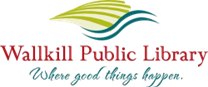 Wallkill Public Library
Where good things happen.